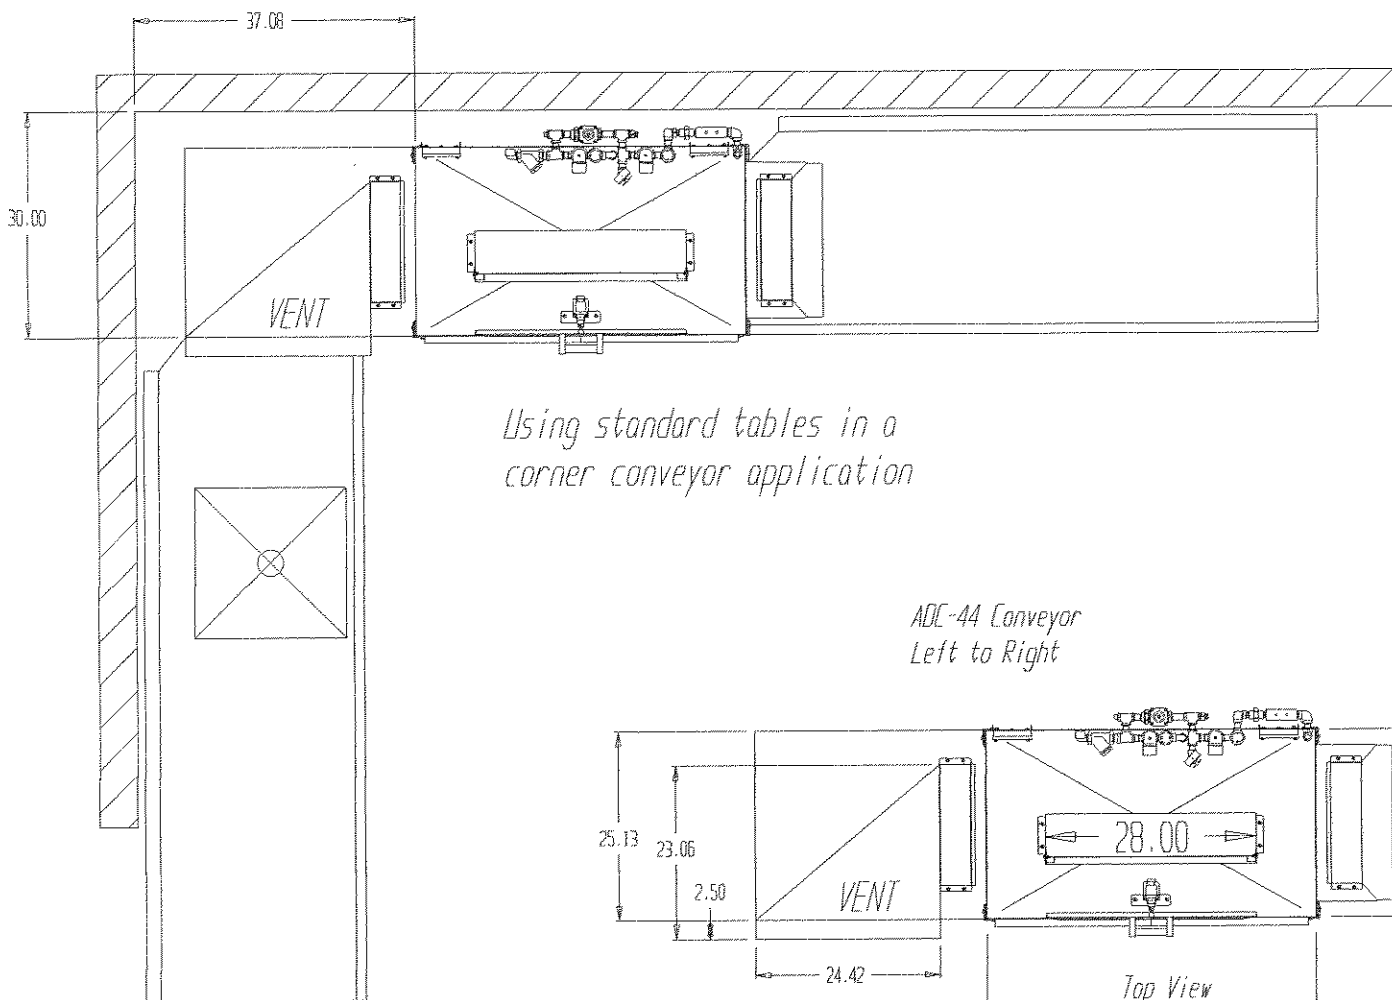 37.08
30.00
VENT
Using standard tables in a
corner conveyor application
ADC-44 Conveyor
Left to Right
25.13
23.06
2.50
28.00
VENT
24.42
Top View